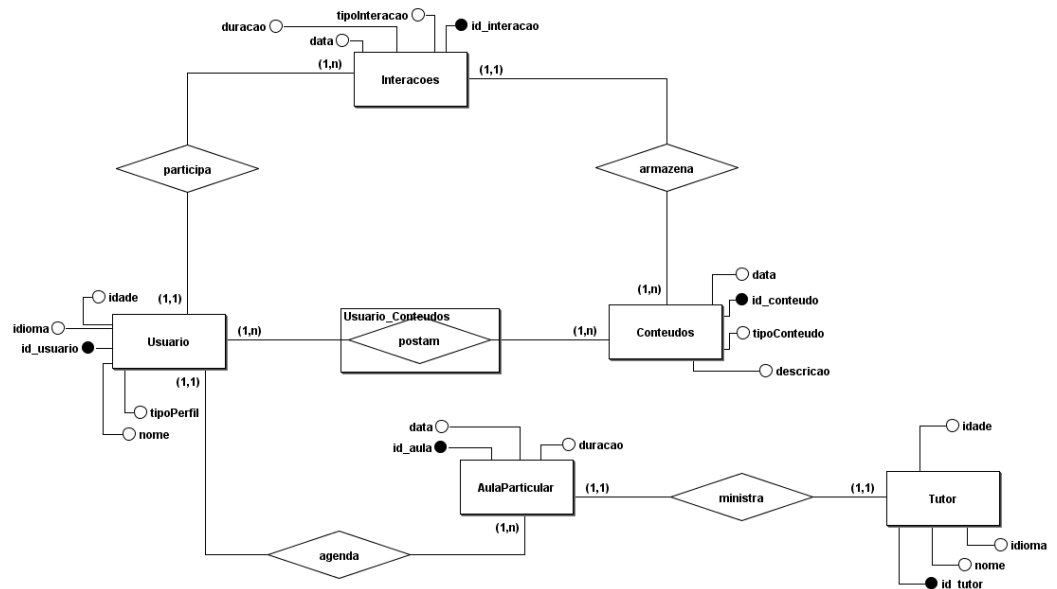 tipoInteracao
duracao
id_interacao
data
(1,n)
Interacoes
(1,1)
participa
armazena
(1,1)
(1,n)
idade
idioma
id_usuario
Usuario
tipoPerfil
nome
(1,n)
Usuario_Conteudos
postam
(1,n)
Conteudos
data
id_conteudo
tipoConteudo
descricao
(1,1)
data
id_aula
duracao
AulaParticular
(1,1)
ministra
(1,1)
Tutor
idade
idioma
nome
id_tutor
(1,n)
agenda